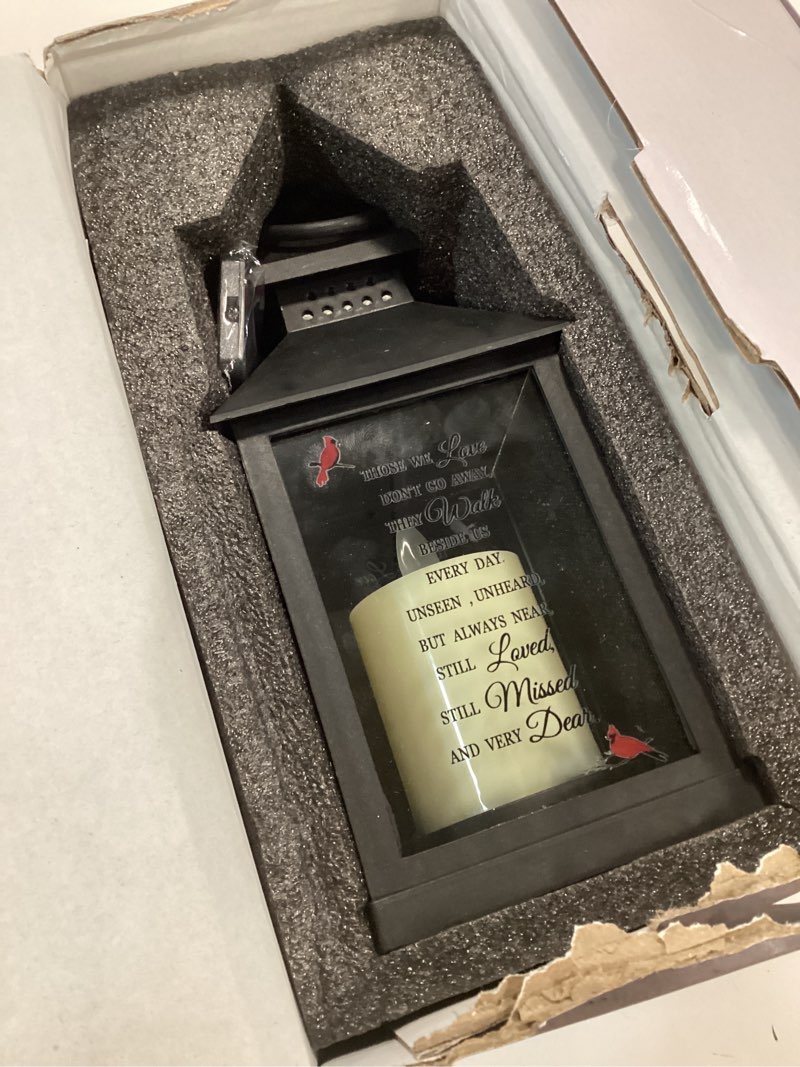 THOSE WE Love
DON'T GO AWAY,
THEY Walk
BESIDE US
EVERY DAY.
UNSEEN , UNHEARD,
BUT ALWAYS NEAR,
STILL Loved,
STILL Missed
AND VERY Dear.